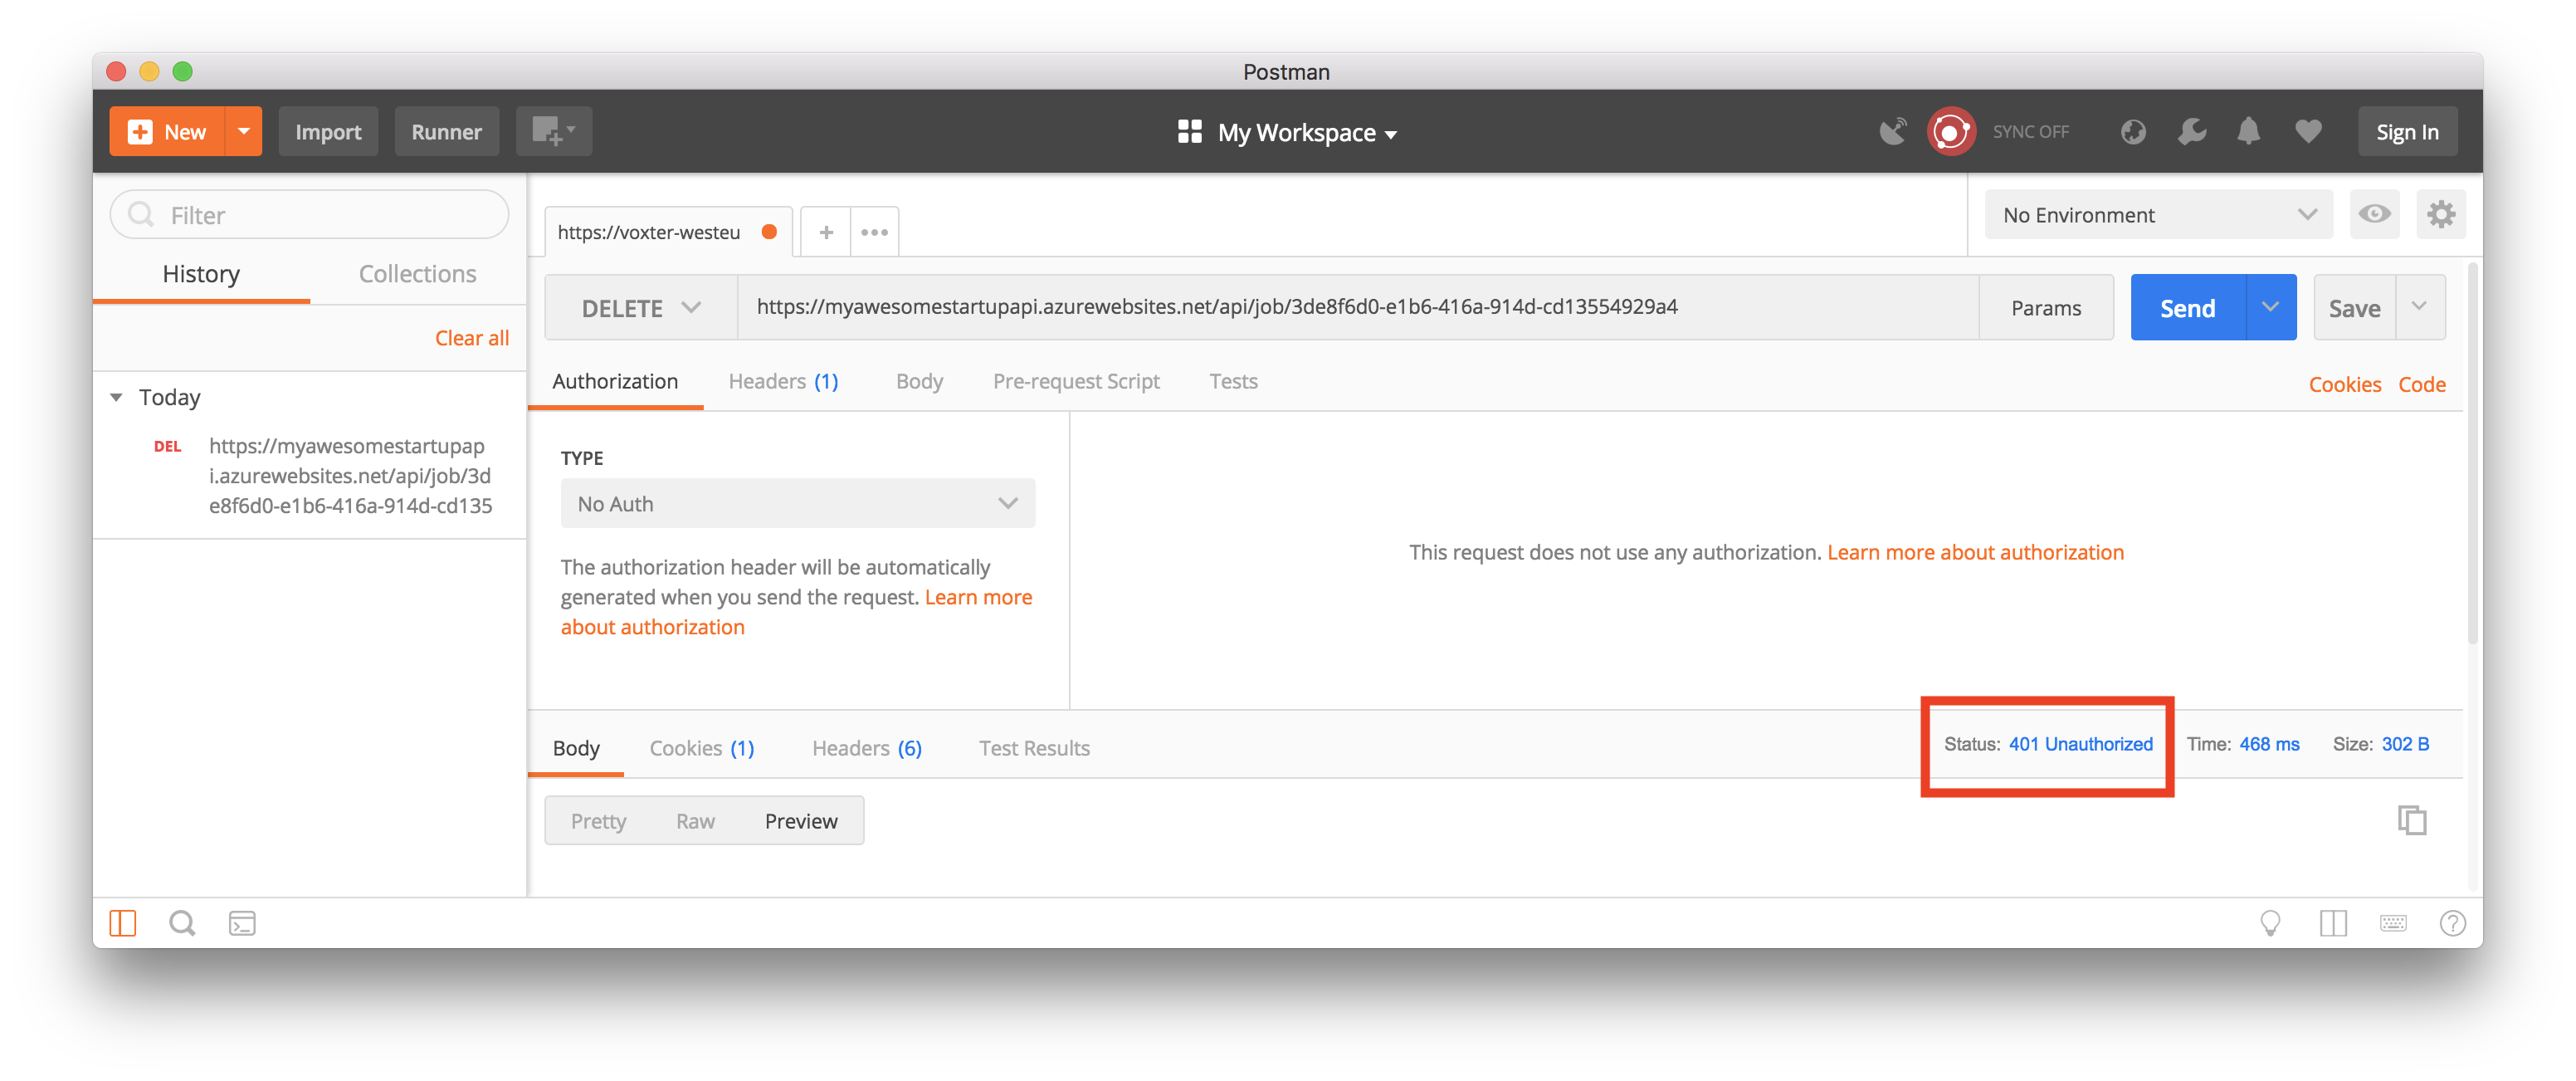 Postman
New
Import
Runner
My Workspace
SYNC OFF
Sign In
Filter
History
Collections
Clear all
Today
DEL
https://myawesomestartupap
i.azurewebsites.net/api/job/3d
e8f6d0-e1b6-416a-914d-cd135
https://voxter-westeu
No Environment
DELETE
https://myawesomestartupapi.azurewebsites.net/api/job/3de8f6d0-e1b6-416a-914d-cd13554929a4
Params
Send
Save
Authorization
Headers (1)
Body
Pre-request Script
Tests
Cookies
Code
TYPE
No Auth
The authorization header will be automatically
generated when you send the request. Learn more
about authorization
This request does not use any authorization. Learn more about authorization
Body
Cookies (1)
Headers (6)
Test Results
Status: 401 Unauthorized
Time: 468 ms
Size: 302 B
Pretty
Raw
Preview